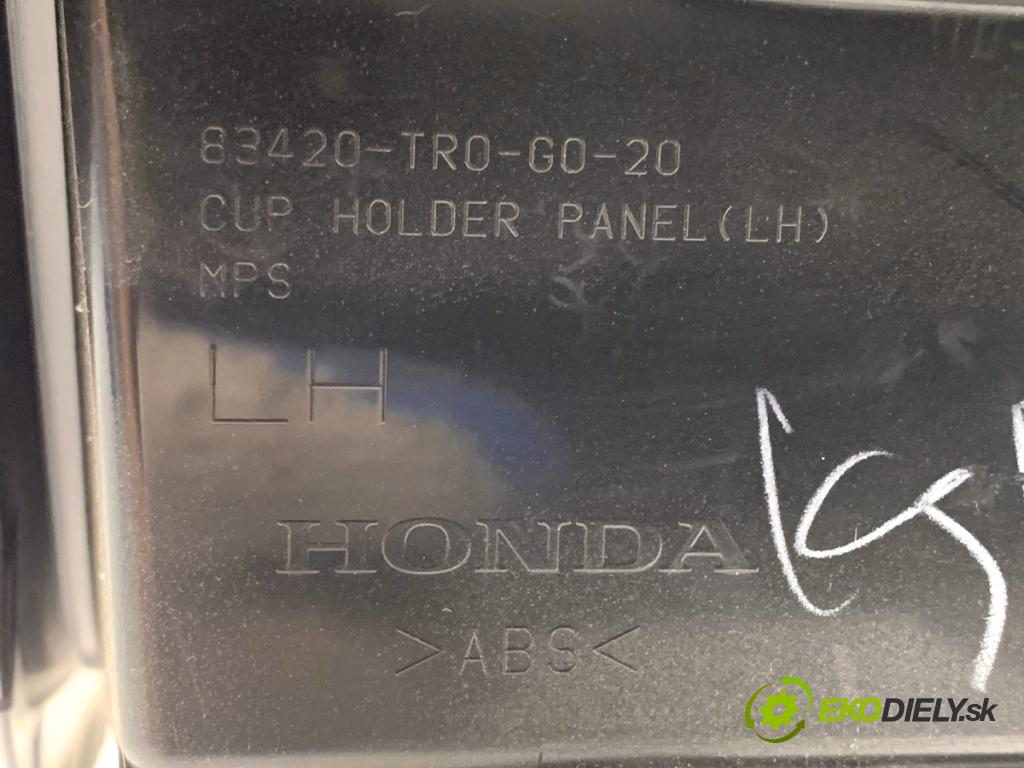 83420-TR0-G0-20
CUP HOLDER PANEL(LH)
MPS
LH
HONDA
>ABS<
EKODIELY.sk